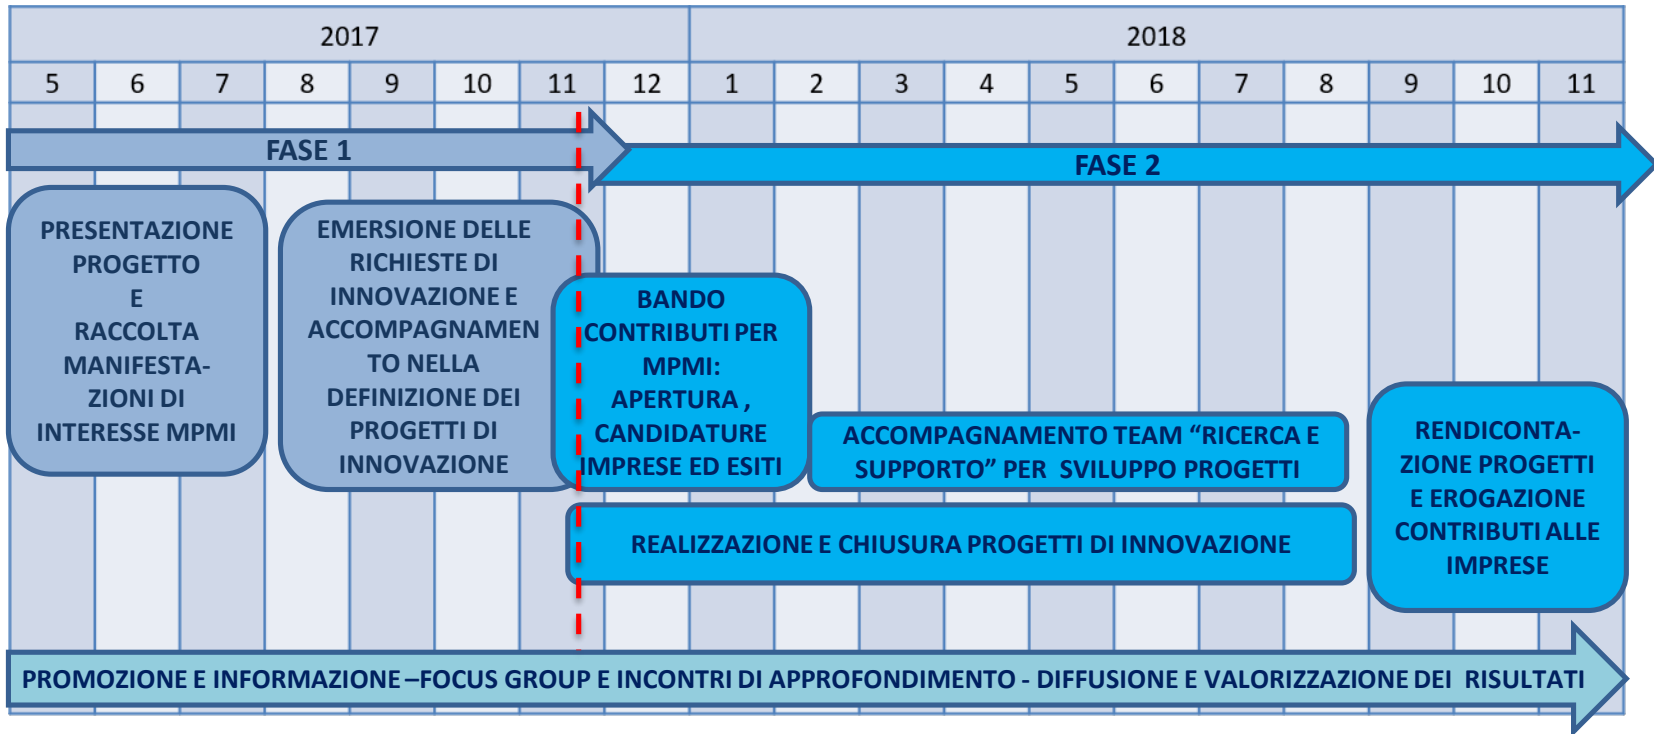 2017
2018
5 6 7 8 9 10 11 12 1 2 3 4 5 6 7 8 9 10 11
FASE 1
FASE 2
PRESENTAZIONE
PROGETTO
E
RACCOLTA
MANIFESTA-
ZIONI DI
INTERESSE MPMI
EMERSIONE DELLE
RICHIESTE DI
INNOVAZIONE E
ACCOMPAGNAMEN
TO NELLA
DEFINIZIONE DEI
PROGETTI DI
INNOVAZIONE
BANDO
CONTRIBUTI PER
MPMI:
APERTURA ,
CANDIDATURE
IMPRESE ED ESITI
ACCOMPAGNAMENTO TEAM “RICERCA E
SUPPORTO” PER SVILUPPO PROGETTI
REALIZZAZIONE E CHIUSURA PROGETTI DI INNOVAZIONE
RENDICONTA-
ZIONE PROGETTI
E EROGAZIONE
CONTRIBUTI ALLE
IMPRESE
PROMOZIONE E INFORMAZIONE –FOCUS GROUP E INCONTRI DI APPROFONDIMENTO - DIFFUSIONE E VALORIZZAZIONE DEI RISULTATI